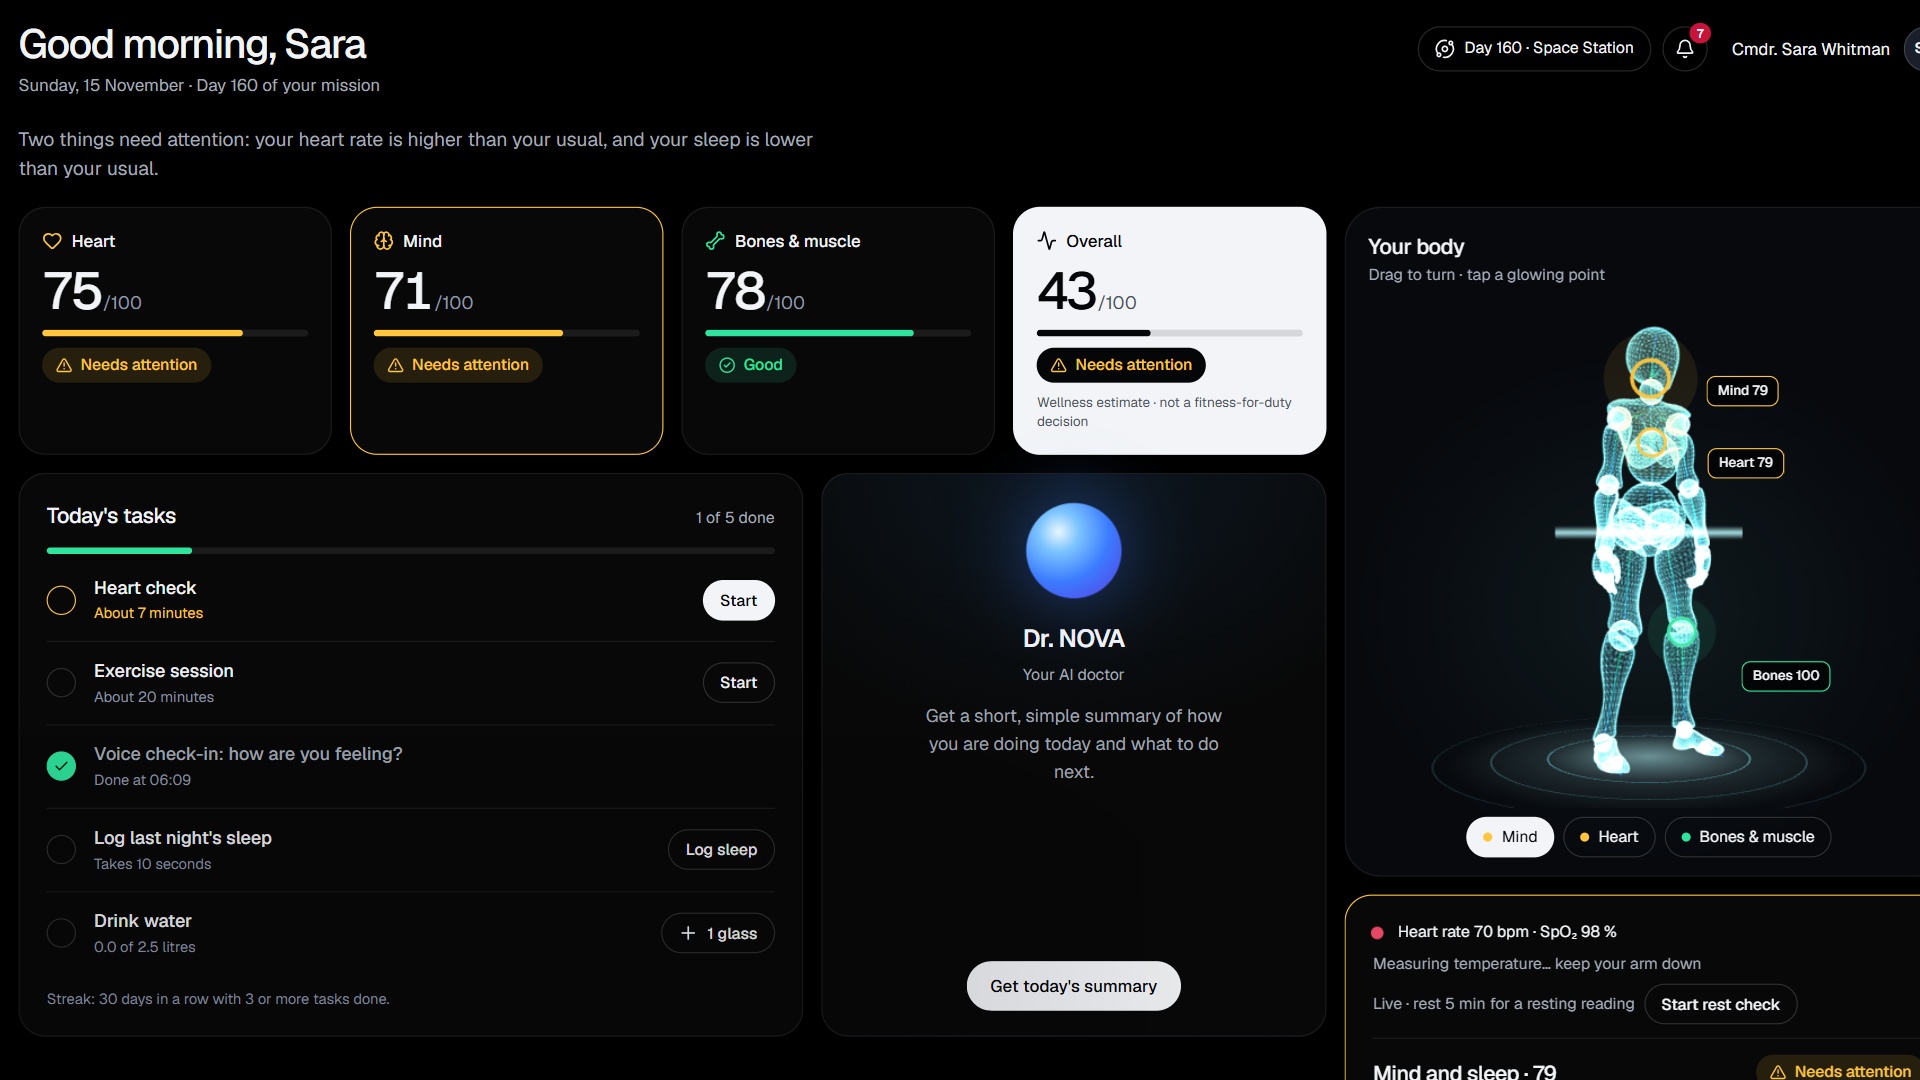 Good morning, Sara
Sunday, 15 November · Day 160 of your mission
Day 160 · Space Station
7
Cmdr. Sara Whitman
S
Two things need attention: your heart rate is higher than your usual, and your sleep is lower
than your usual.
Heart
75/100
Needs attention
Mind
71/100
Needs attention
Bones & muscle
78/100
Good
Overall
43/100
Needs attention
Wellness estimate · not a fitness-for-duty
decision
Your body
Drag to turn · tap a glowing point
Mind 79
Heart 79
Bones 100
Mind
Heart
Bones & muscle
Today's tasks
1 of 5 done
Heart check
About 7 minutes
Start
Exercise session
About 20 minutes
Start
Voice check-in: how are you feeling?
Done at 06:09
Log last night's sleep
Takes 10 seconds
Log sleep
Drink water
0.0 of 2.5 litres
+ 1 glass
Streak: 30 days in a row with 3 or more tasks done.
Dr. NOVA
Your AI doctor
Get a short, simple summary of how
you are doing today and what to do
next.
Get today's summary
Heart rate 70 bpm · SpO₂ 98 %
Measuring temperature... keep your arm down
Live · rest 5 min for a resting reading
Start rest check
Mind and sleep · 79
Needs attention